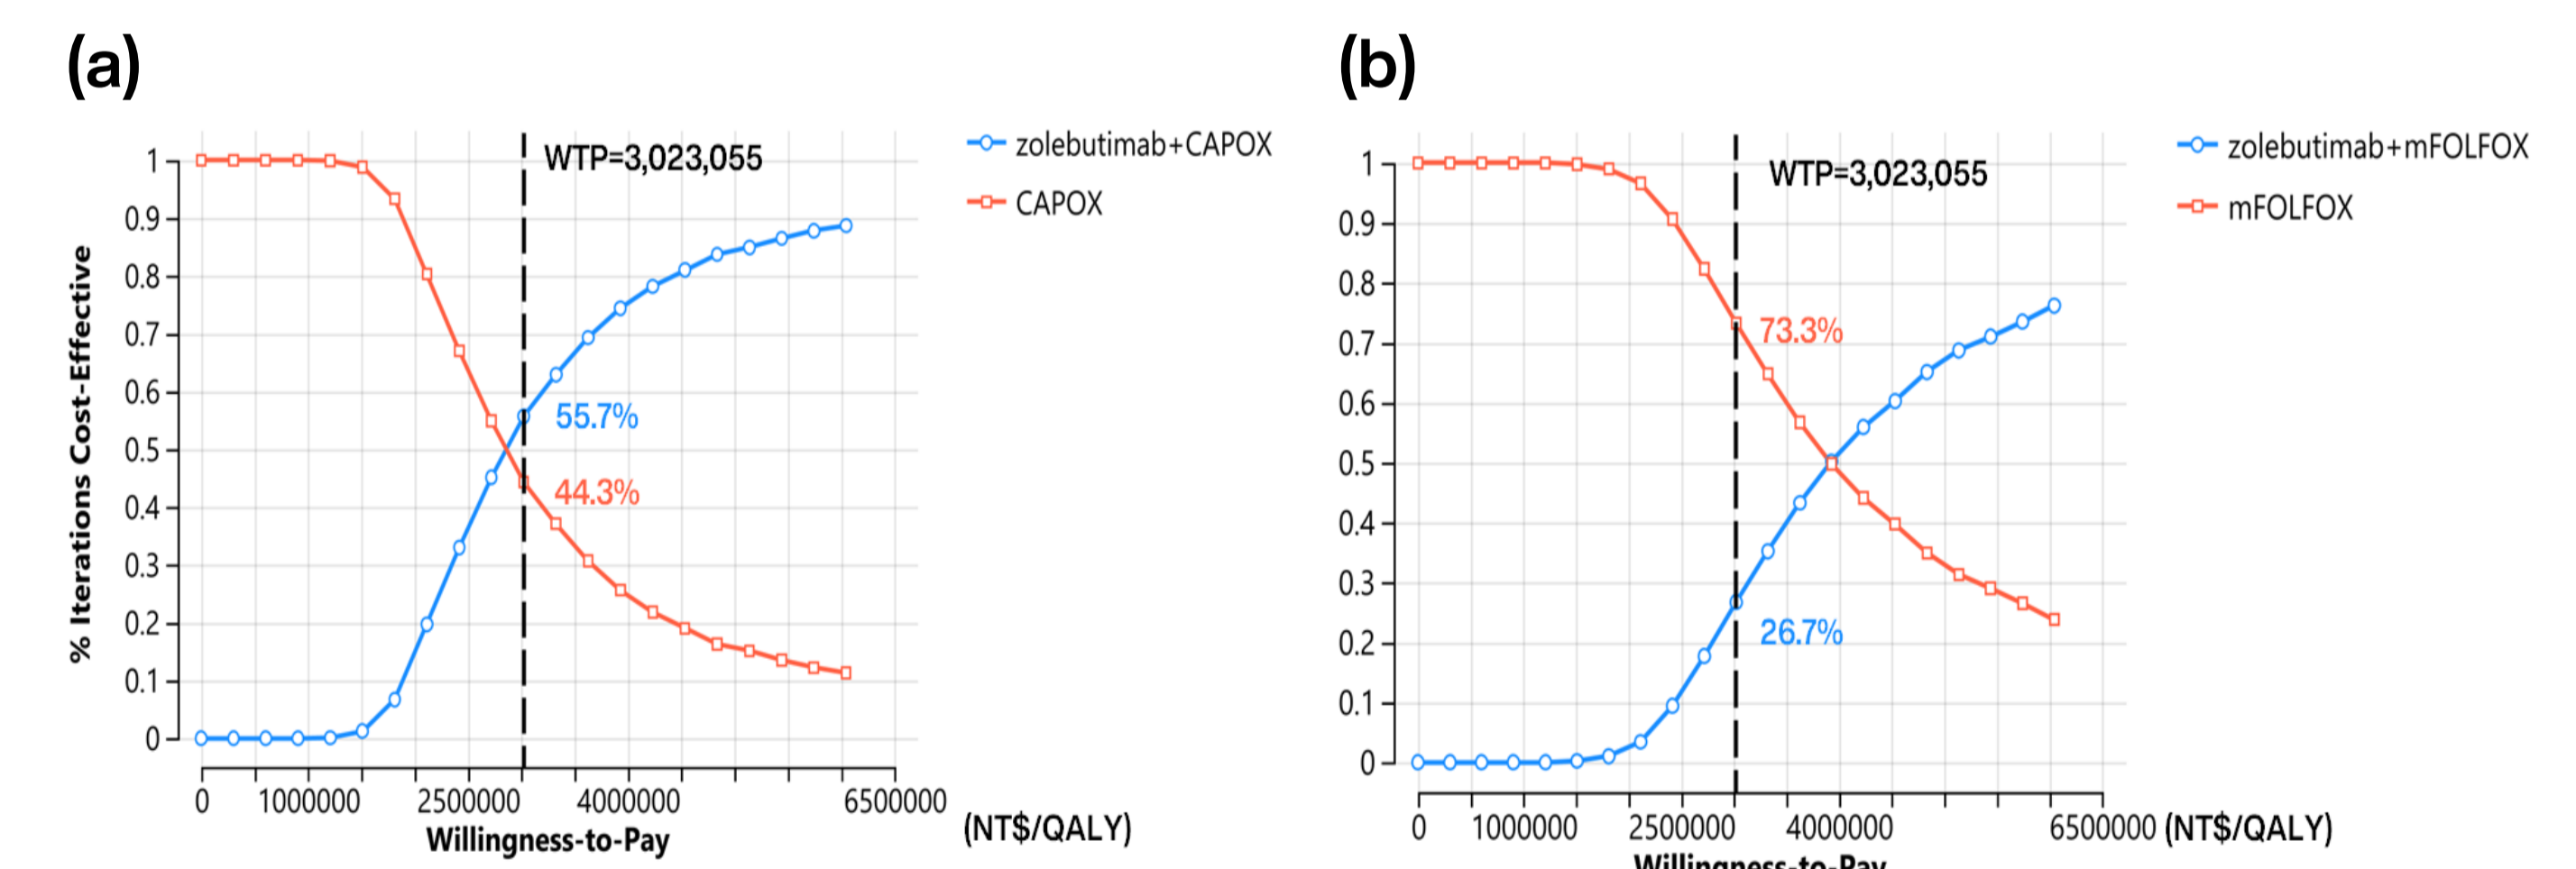 (a)
WTP=3,023,055
zolebutimab+CAPOX
CAPOX
% Iterations Cost-Effective
1
0.9
0.8
0.7
0.6
0.5
0.4
0.3
0.2
0.1
0
55.7%
44.3%
0 1000000 2500000 4000000 6500000
Willingness-to-Pay
(NT$/QALY)
(b)
WTP=3,023,055
zolebutimab+mFOLFOX
mFOLFOX
1
0.9
0.8
0.7
0.6
0.5
0.4
0.3
0.2
0.1
0
73.3%
26.7%
0 1000000 2500000 4000000 6500000 (NT$/QALY)
Willingness-to-Pay